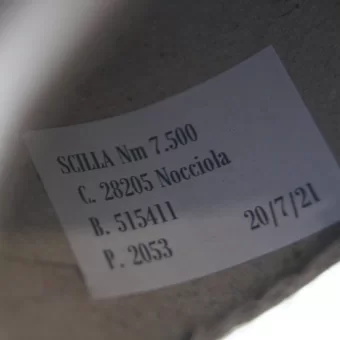 SCILLA Nm 7.500
C. 28205 Nocciola
B. 515411
20/7/21
P. 2053